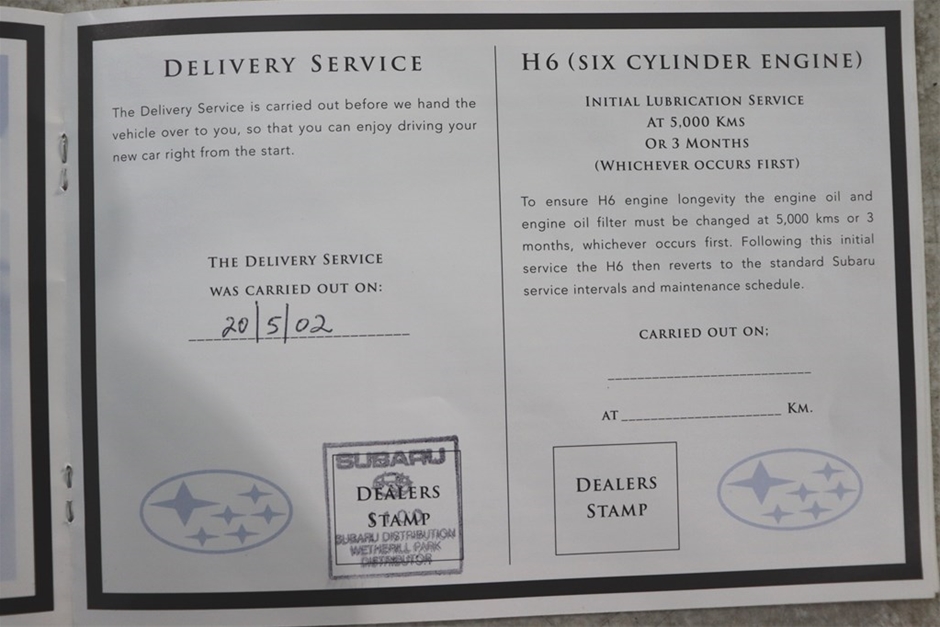 DELIVERY SERVICE
The Delivery Service is carried out before we hand the
vehicle over to you, so that you can enjoy driving your
new car right from the start.
THE DELIVERY SERVICE
WAS CARRIED OUT ON:
20/5/02
SUBARU
DEALERS
STAMP
SUBARU DISTRIBUTION
WETHERILL PARK
DISTRIBUTOR
H6 (SIX CYLINDER ENGINE)
INITIAL LUBRICATION SERVICE
AT 5,000 KMS
OR 3 MONTHS
(WHICHEVER OCCURS FIRST)
To ensure H6 engine longevity the engine oil and
engine oil filter must be changed at 5,000 kms or 3
months, whichever occurs first. Following this initial
service the H6 then reverts to the standard Subaru
service intervals and maintenance schedule.
CARRIED OUT ON:
AT KM.
DEALERS
STAMP